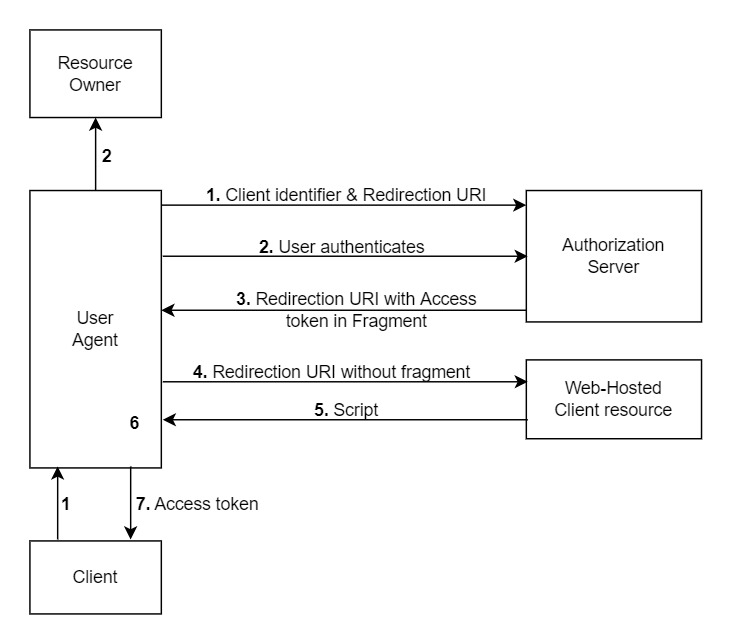 Resource
Owner
2
1. Client identifier & Redirection URI
2. User authenticates
Authorization
Server
3. Redirection URI with Access
token in Fragment
User
Agent
4. Redirection URI without fragment
Web-Hosted
Client resource
5. Script
6
1
7. Access token
Client